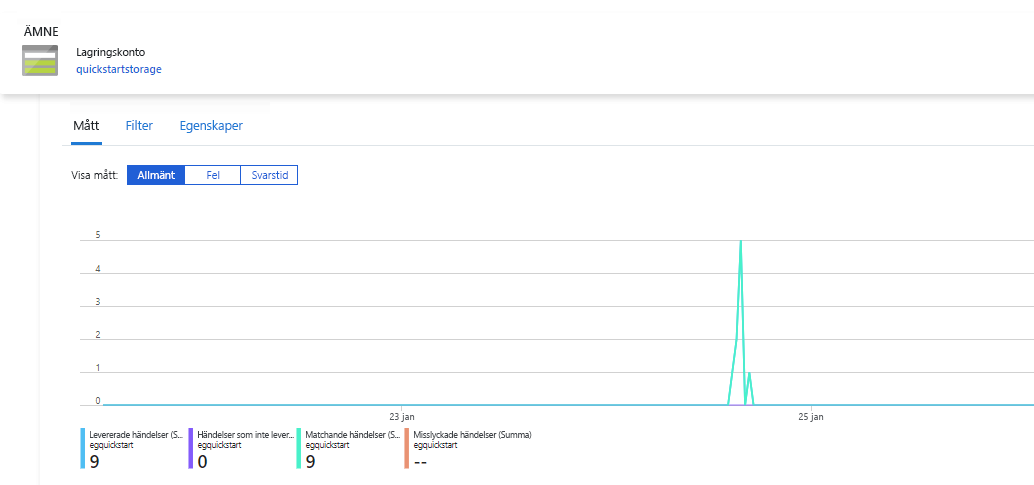 ÄMNE
Lagringskonto
quickstartstorage
Mått Filter Egenskaper
Visa mått: Allmänt Fel Svarstid
5
4
3
2
1
0
23 jan 25 jan
Levererade händelser (S... Händelser som inte lever... Matchande händelser (S... Misslyckade händelser (Summa)
egquickstart egquickstart egquickstart egquickstart
9 0 9 --